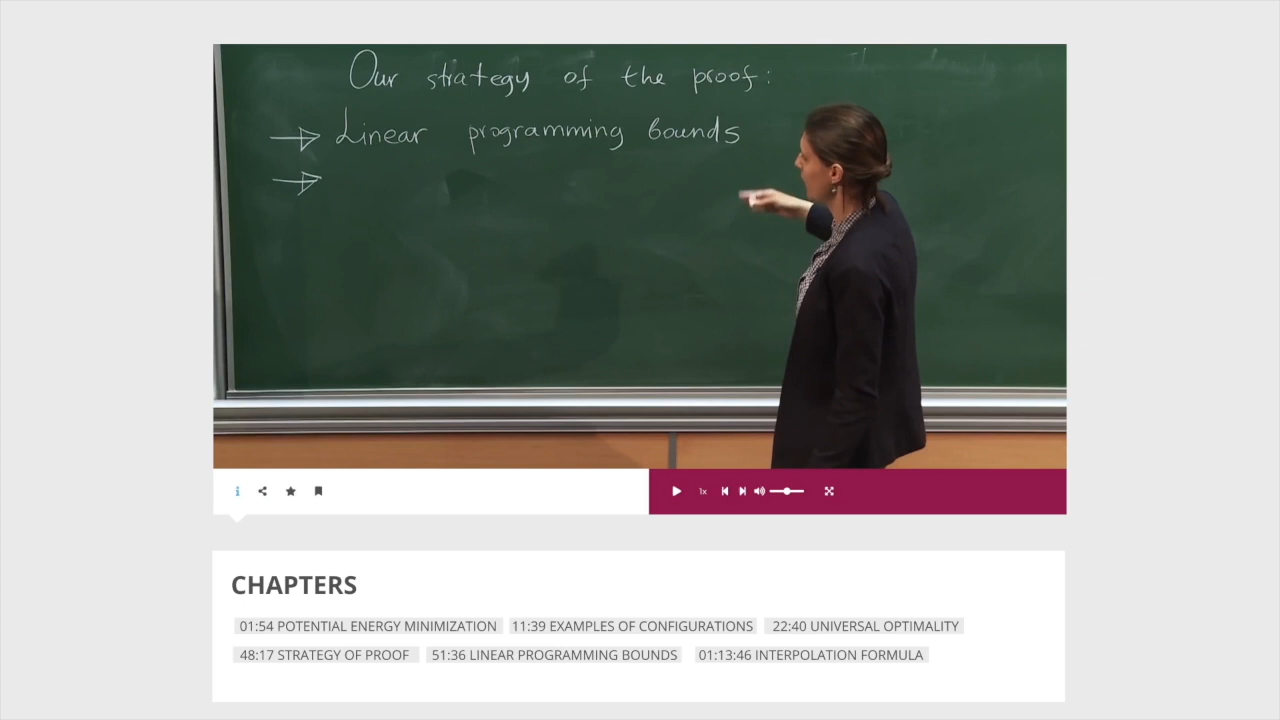 Our strategy of the proof:
→ Linear programming bounds
→
1x
CHAPTERS
01:54 POTENTIAL ENERGY MINIMIZATION 11:39 EXAMPLES OF CONFIGURATIONS 22:40 UNIVERSAL OPTIMALITY
48:17 STRATEGY OF PROOF 51:36 LINEAR PROGRAMMING BOUNDS 01:13:46 INTERPOLATION FORMULA